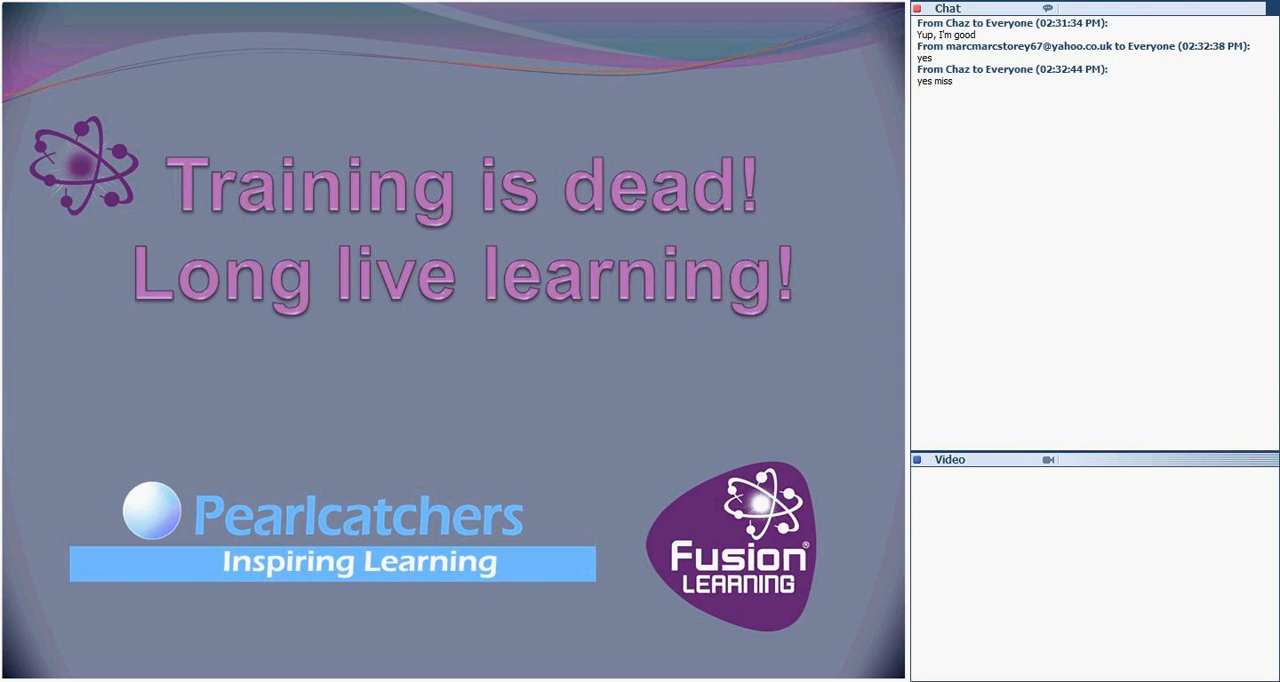 Training is dead!
Long live learning!
Pearlcatchers
Inspiring Learning
Fusion®
LEARNING
Chat
From Chaz to Everyone (02:31:34 PM):
Yup, I'm good
From marcmarcstorey67@yahoo.co.uk to Everyone (02:32:38 PM):
yes
From Chaz to Everyone (02:32:44 PM):
yes miss
Video